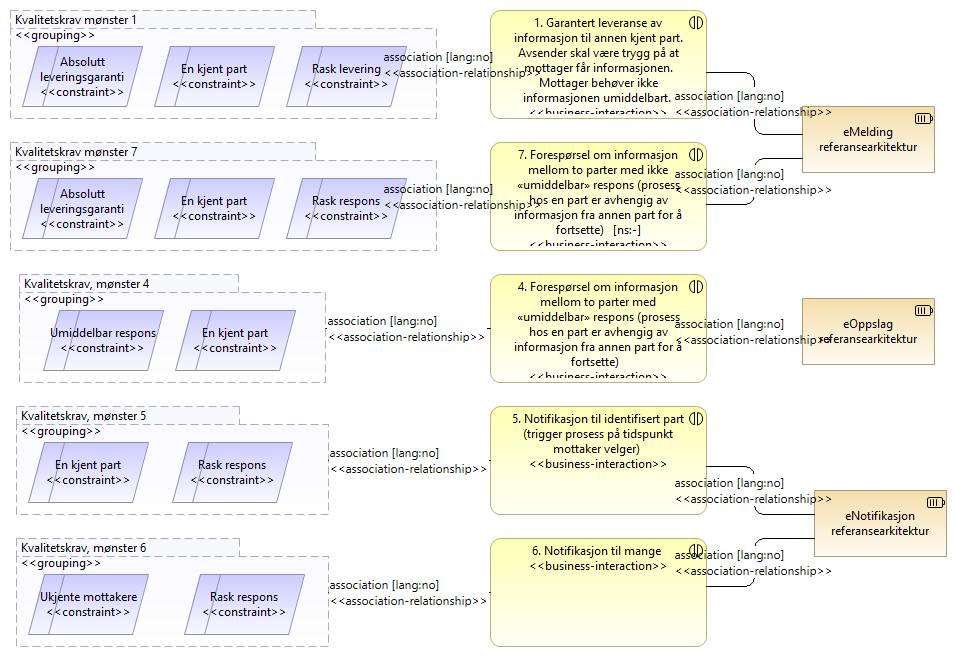 Kvalitetskrav mønster 1
<<grouping>>
Absolutt
leveringsgaranti
<<constraint>>
En kjent part
<<constraint>>
Rask levering
<<constraint>>
association [lang:no]
<<association-relationship>>
1. Garantert leveranse av
informasjon til annen kjent part.
Avsender skal være trygg på at
mottager får informasjonen.
Mottager behøver ikke
informasjonen umiddelbart.
<<business-interaction>>
association [lang:no]
<<association-relationship>>
eMelding
referansearkitektur
Kvalitetskrav mønster 7
<<grouping>>
Absolutt
leveringsgaranti
<<constraint>>
En kjent part
<<constraint>>
Rask respons
<<constraint>>
association [lang:no]
<<association-relationship>>
7. Forespørsel om informasjon
mellom to parter med ikke
«umiddelbar» respons (prosess
hos en part er avhengig av
informasjon fra annen part for å
fortsette)   [ns:-]
<<business-interaction>>
association [lang:no]
<<association-relationship>>
Kvalitetskrav, mønster 4
<<grouping>>
Umiddelbar respons
<<constraint>>
En kjent part
<<constraint>>
association [lang:no]
<<association-relationship>>
4. Forespørsel om informasjon
mellom to parter med
«umiddelbar» respons (prosess
hos en part er avhengig av
informasjon fra annen part for å
fortsette)
<<business-interaction>>
association [lang:no]
<<association-relationship>>
eOppslag
referansearkitektur
Kvalitetskrav, mønster 5
<<grouping>>
En kjent part
<<constraint>>
Rask respons
<<constraint>>
association [lang:no]
<<association-relationship>>
5. Notifikasjon til identifisert part
(trigger prosess på tidspunkt
mottaker velger)
<<business-interaction>>
association [lang:no]
<<association-relationship>>
eNotifikasjon
referansearkitektur
Kvalitetskrav, mønster 6
<<grouping>>
Ukjente mottakere
<<constraint>>
Rask respons
<<constraint>>
association [lang:no]
<<association-relationship>>
6. Notifikasjon til mange
<<business-interaction>>
association [lang:no]
<<association-relationship>>